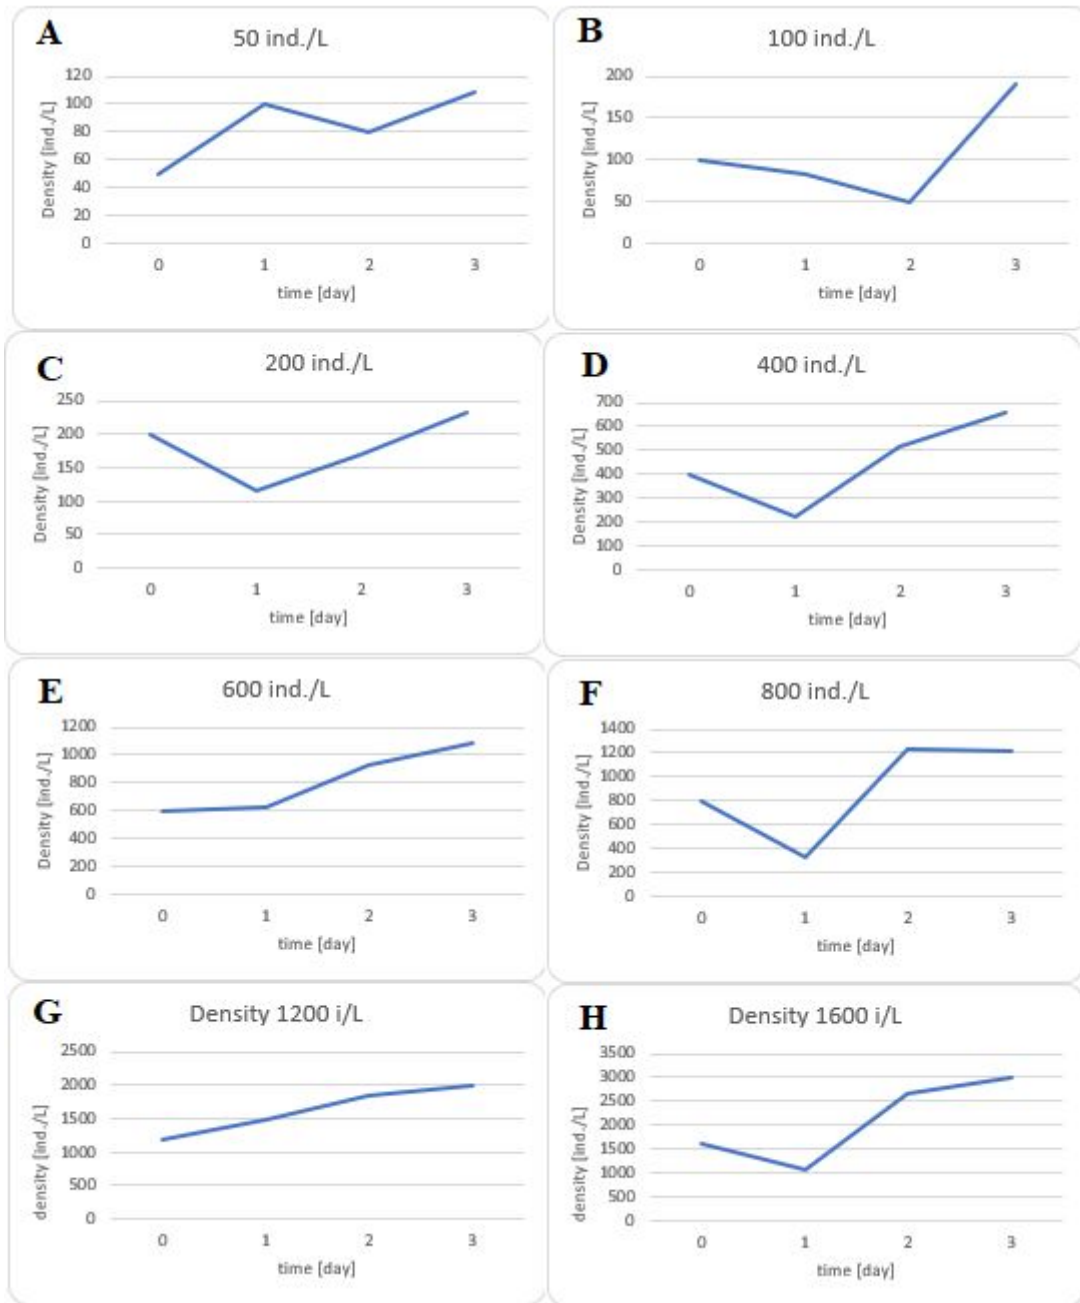 A
50 ind./L
Density [ind./L]
120
100
80
60
40
20
0
0 1 2 3
time [day]
B
100 ind./L
Density [ind./L]
200
150
100
50
0
0 1 2 3
time [day]
C
200 ind./L
Density [ind./L]
250
200
150
100
50
0
0 1 2 3
time [day]
D
400 ind./L
Density [ind./L]
700
600
500
400
300
200
100
0
0 1 2 3
time [day]
E
600 ind./L
Density [ind./L]
1200
1000
800
600
400
200
0
0 1 2 3
time [day]
F
800 ind./L
Density [ind./L]
1400
1200
1000
800
600
400
200
0
0 1 2 3
time [day]
G
Density 1200 i/L
density [ind./L]
2500
2000
1500
1000
500
0
0 1 2 3
time [day]
H
Density 1600 i/L
density [ind./L]
3500
3000
2500
2000
1500
1000
500
0
0 1 2 3
time [day]